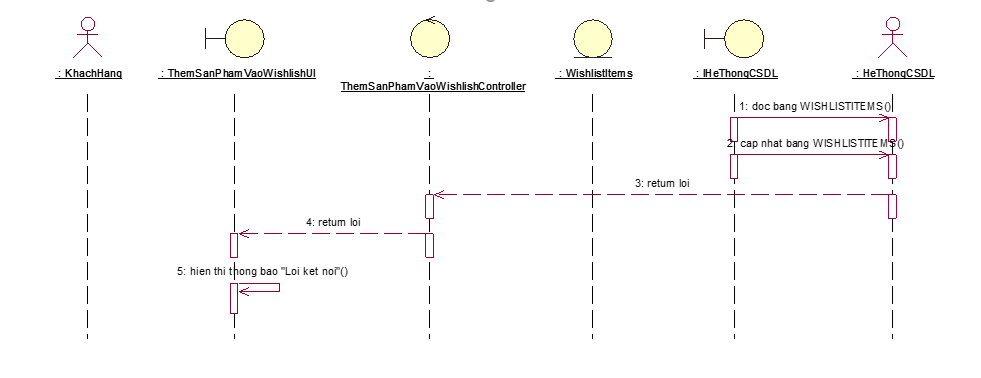 : KhachHang
: ThemSanPhamVaoWishlishUI
:
ThemSanPhamVaoWishlishController
: WishlistItems
: IHeThongCSDL
: HeThongCSDL
1: doc bang WISHLISTITEMS()
2: cap nhat bang WISHLISTITEMS()
3: return loi
4: return loi
5: hien thi thong bao "Loi ket noi"()